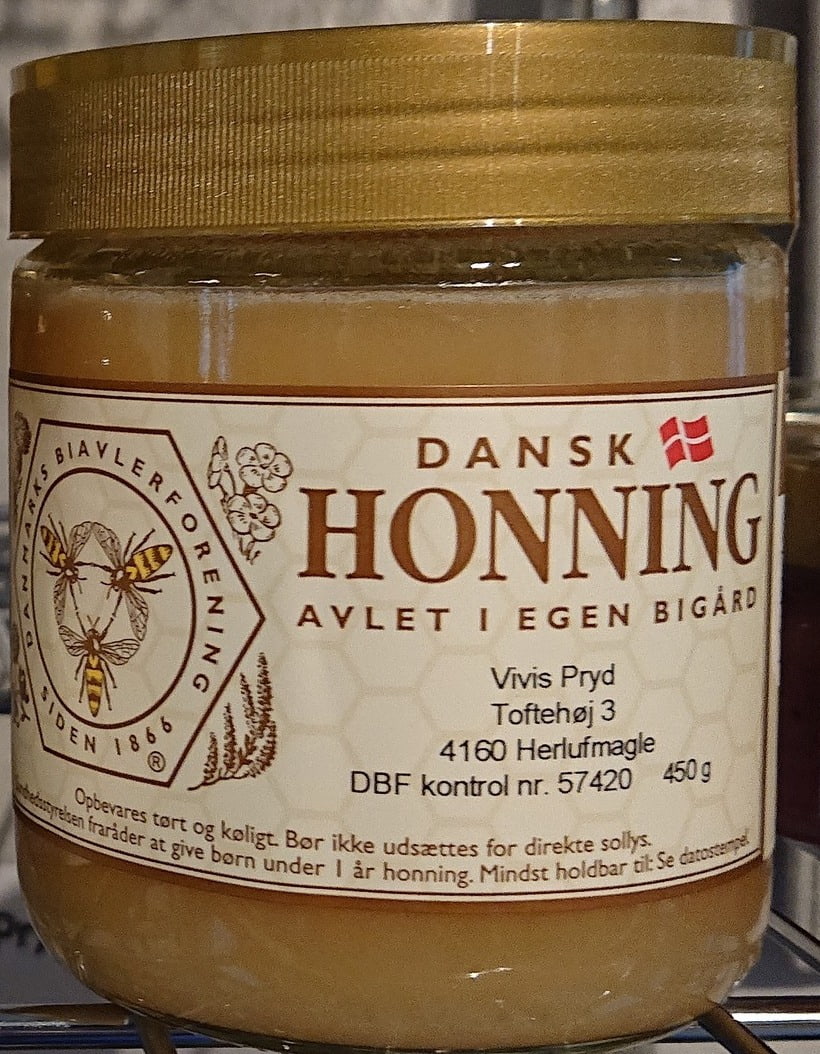 DANMARKS BIAVLERFORENING
SIDEN 1866
®
DANSK
HONNING
AVLET I EGEN BIGÅRD
Vivis Pryd
Toftehøj 3
4160 Herlufmagle
DBF kontrol nr. 57420 450 g
Opbevares tørt og køligt. Bør ikke udsættes for direkte sollys.
fraråder at give børn under 1 år honning. Mindst holdbar til: Se datostempel